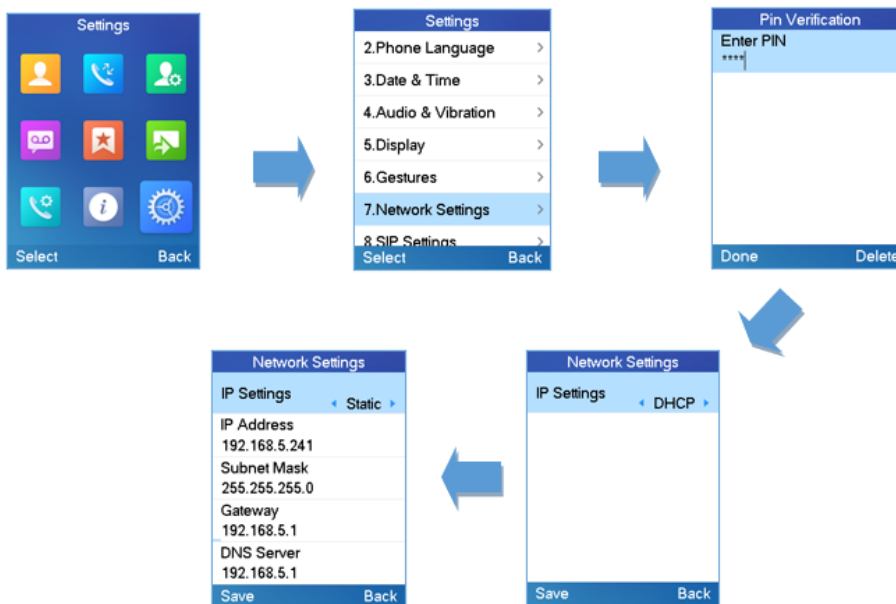 Settings
Select Back
Settings
2.Phone Language
3.Date & Time
4.Audio & Vibration
5.Display
6.Gestures
7.Network Settings
8.SIP Settings
Select Back
Pin Verification
Enter PIN
****
Done Delete
Network Settings
IP Settings
DHCP
Save Back
Network Settings
IP Settings
Static
IP Address
192.168.5.241
Subnet Mask
255.255.255.0
Gateway
192.168.5.1
DNS Server
192.168.5.1
Save Back